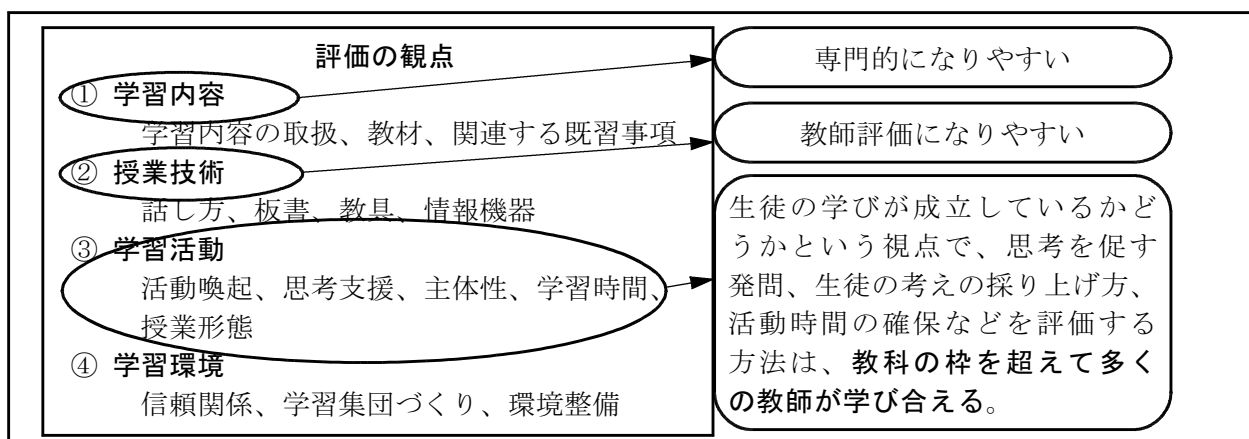 評価の観点
① 学習内容
学習内容の取扱、教材、関連する既習事項
② 授業技術
話し方、板書、教具、情報機器
③ 学習活動
活動喚起、思考支援、主体性、学習時間、
授業形態
④ 学習環境
信頼関係、学習集団づくり、環境整備
専門的になりやすい
教師評価になりやすい
生徒の学びが成立しているかど
うかという視点で、思考を促す
発問、生徒の考えの採り上げ方、
活動時間の確保などを評価する
方法は、教科の枠を超えて多く
の教師が学び合える。